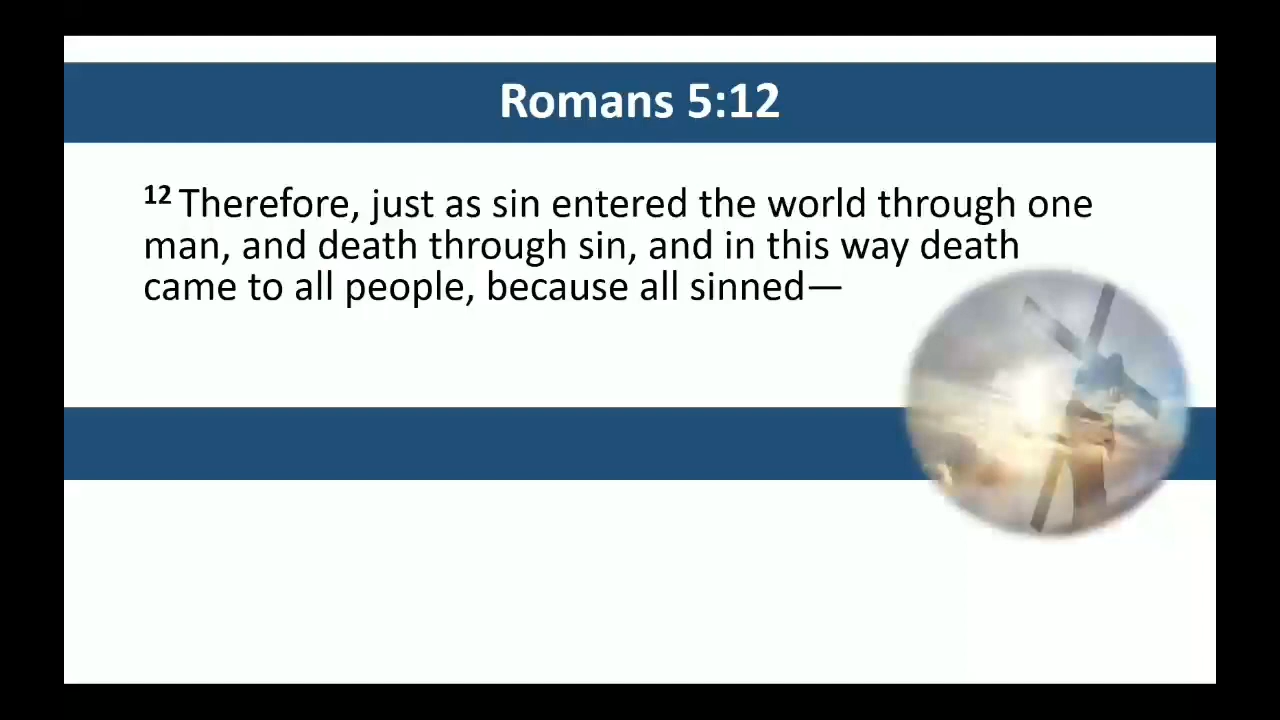 Romans 5:12
12 Therefore, just as sin entered the world through one
man, and death through sin, and in this way death
came to all people, because all sinned—